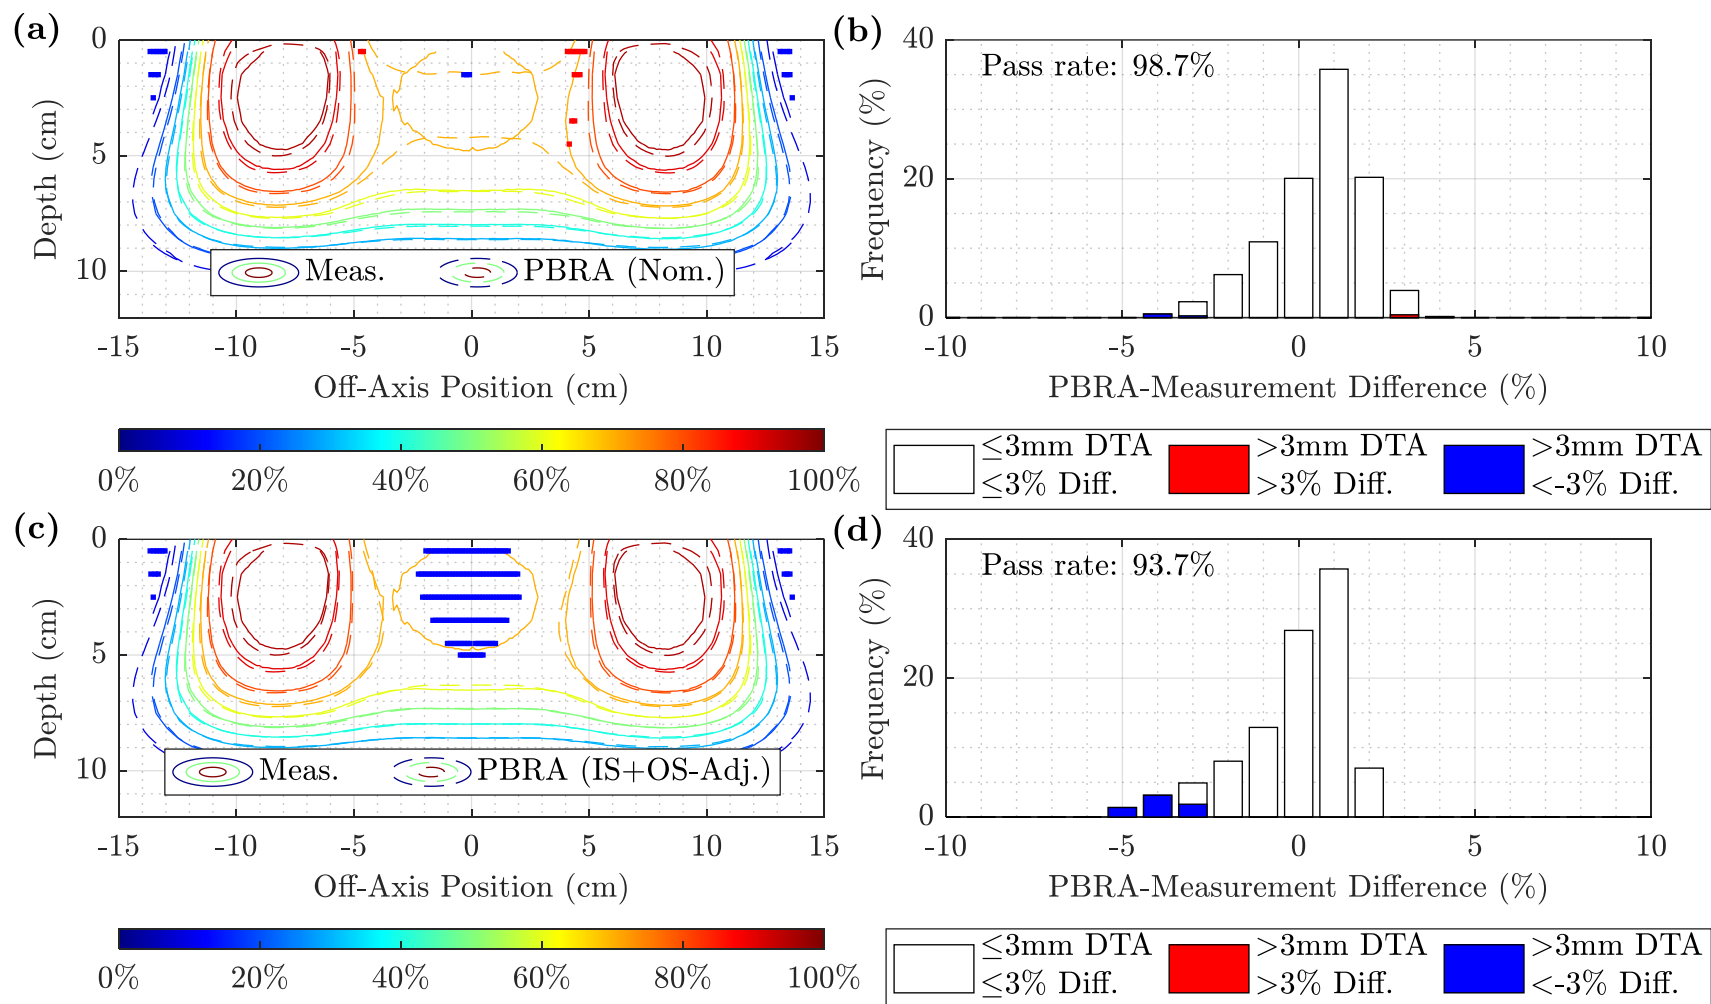 (a)
0
5
10
Depth (cm)
Meas.
PBRA (Nom.)
-15 -10 -5 0 5 10 15
Off-Axis Position (cm)
0% 20% 40% 60% 80% 100%
(b)
40
20
0
Frequency (%)
Pass rate: 98.7%
-10 -5 0 5 10
PBRA-Measurement Difference (%)
≤3mm DTA >3mm DTA >3mm DTA
≤3% Diff. >3% Diff. <-3% Diff.
(c)
0
5
10
Depth (cm)
Meas.
PBRA (IS+OS-Adj.)
-15 -10 -5 0 5 10 15
Off-Axis Position (cm)
0% 20% 40% 60% 80% 100%
(d)
40
20
0
Frequency (%)
Pass rate: 93.7%
-10 -5 0 5 10
PBRA-Measurement Difference (%)
≤3mm DTA >3mm DTA >3mm DTA
≤3% Diff. >3% Diff. <-3% Diff.